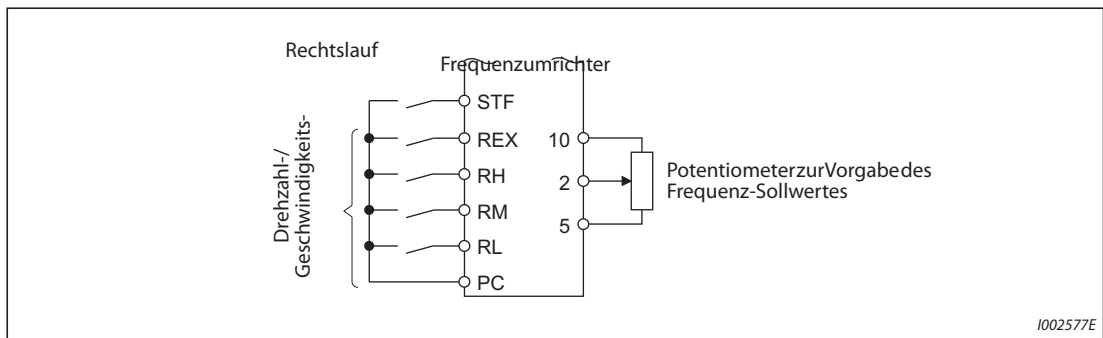 Rechtslauf
Frequenzumrichter
STF
REX
RH
RM
RL
PC
Drehzahl-/
Geschwindigkeits-
10
2
5
PotentiometerzurVorgabedes
Frequenz-Sollwertes
I002577E